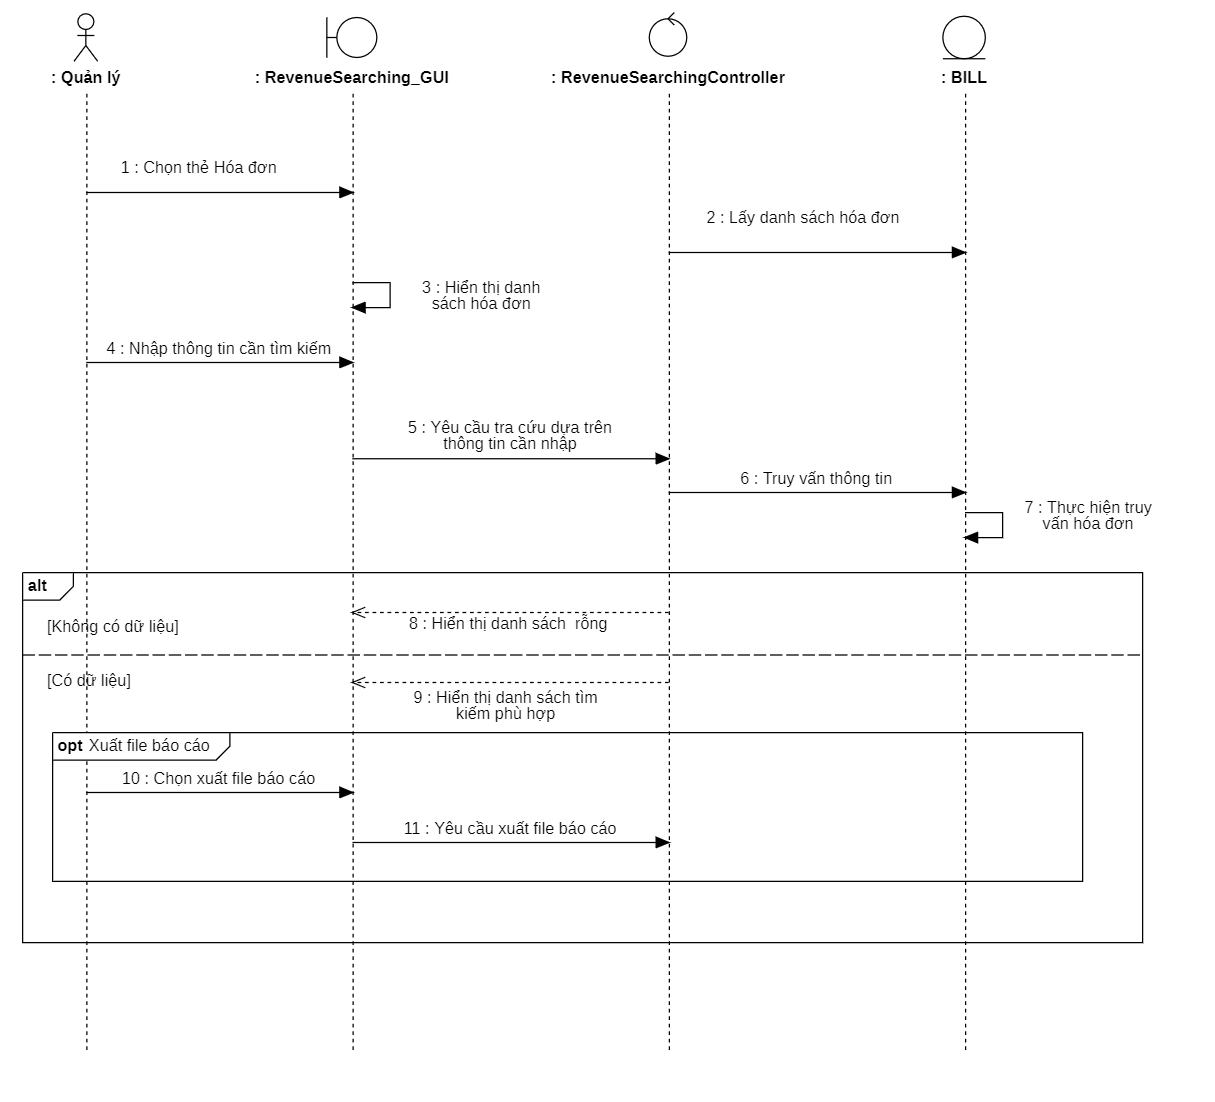 : Quản lý
: RevenueSearching_GUI
: RevenueSearchingController
: BILL
1 : Chọn thẻ Hóa đơn
2 : Lấy danh sách hóa đơn
3 : Hiển thị danh
sách hóa đơn
4 : Nhập thông tin cần tìm kiếm
5 : Yêu cầu tra cứu dựa trên
thông tin cần nhập
6 : Truy vấn thông tin
7 : Thực hiện truy
vấn hóa đơn
alt
8 : Hiển thị danh sách  rỗng
[Không có dữ liệu]
[Có dữ liệu]
9 : Hiển thị danh sách tìm
kiếm phù hợp
opt Xuất file báo cáo
10 : Chọn xuất file báo cáo
11 : Yêu cầu xuất file báo cáo